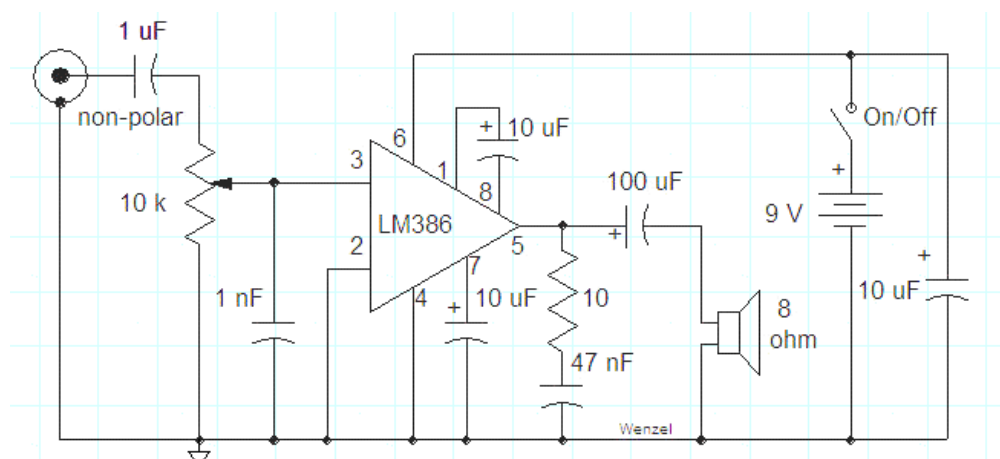 1 uF
non-polar
10 k
1 nF
3
2
6
1
+
10 uF
8
LM386
5
7
4
+
10 uF
100 uF
+
10
47 nF
8
ohm
On/Off
+
9 V
+
10 uF
Wenzel